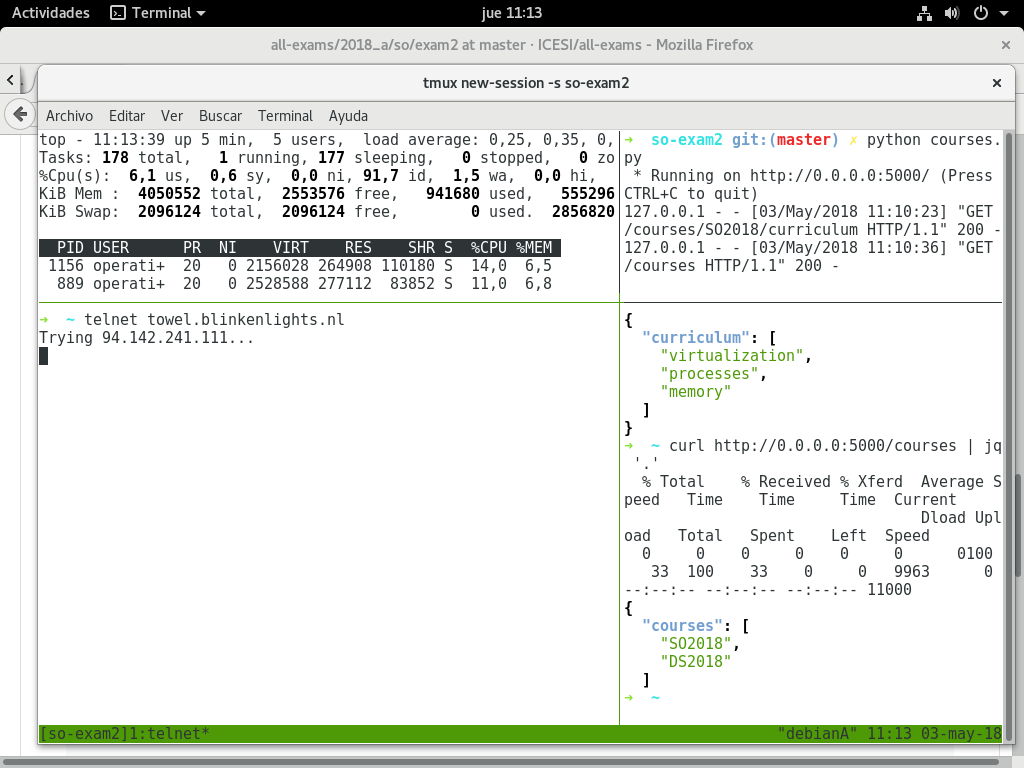 Actividades Terminal jue 11:13
all-exams/2018_a/so/exam2 at master · ICESI/all-exams - Mozilla Firefox
tmux new-session -s so-exam2
Archivo Editar Ver Buscar Terminal Ayuda
top - 11:13:39 up 5 min,  5 users,  load average: 0,25, 0,35, 0,
Tasks: 178 total,   1 running, 177 sleeping,   0 stopped,   0 zo
%Cpu(s):  6,1 us,  0,6 sy,  0,0 ni, 91,7 id,  1,5 wa,  0,0 hi,
KiB Mem :  4050552 total,  2553576 free,   941680 used,   555296
KiB Swap:  2096124 total,  2096124 free,        0 used.  2856820
PID USER      PR  NI    VIRT    RES    SHR S  %CPU %MEM
1156 operati+  20   0 2156028 264908 110180 S  14,0  6,5
889 operati+  20   0 2528588 277112  83852 S  11,0  6,8
➜  ~ telnet towel.blinkenlights.nl
Trying 94.142.241.111...
➜  so-exam2 git:(master) ✗ python courses.
py
 * Running on http://0.0.0.0:5000/ (Press
CTRL+C to quit)
127.0.0.1 - - [03/May/2018 11:10:23] "GET
/courses/SO2018/curriculum HTTP/1.1" 200 -
127.0.0.1 - - [03/May/2018 11:10:36] "GET
/courses HTTP/1.1" 200 -
{
  "curriculum": [
    "virtualization",
    "processes",
    "memory"
  ]
}
➜  ~ curl http://0.0.0.0:5000/courses | jq
 '.'
  % Total    % Received % Xferd  Average S
peed   Time    Time     Time  Current
                                 Dload Upl
oad   Total   Spent    Left  Speed
  0     0    0     0    0     0      0100
   33  100    33    0     0   9963      0
--:--:-- --:--:-- --:--:-- 11000
{
  "courses": [
    "SO2018",
    "DS2018"
  ]
➜  ~
[so-exam2]1:telnet* "debianA" 11:13 03-may-18